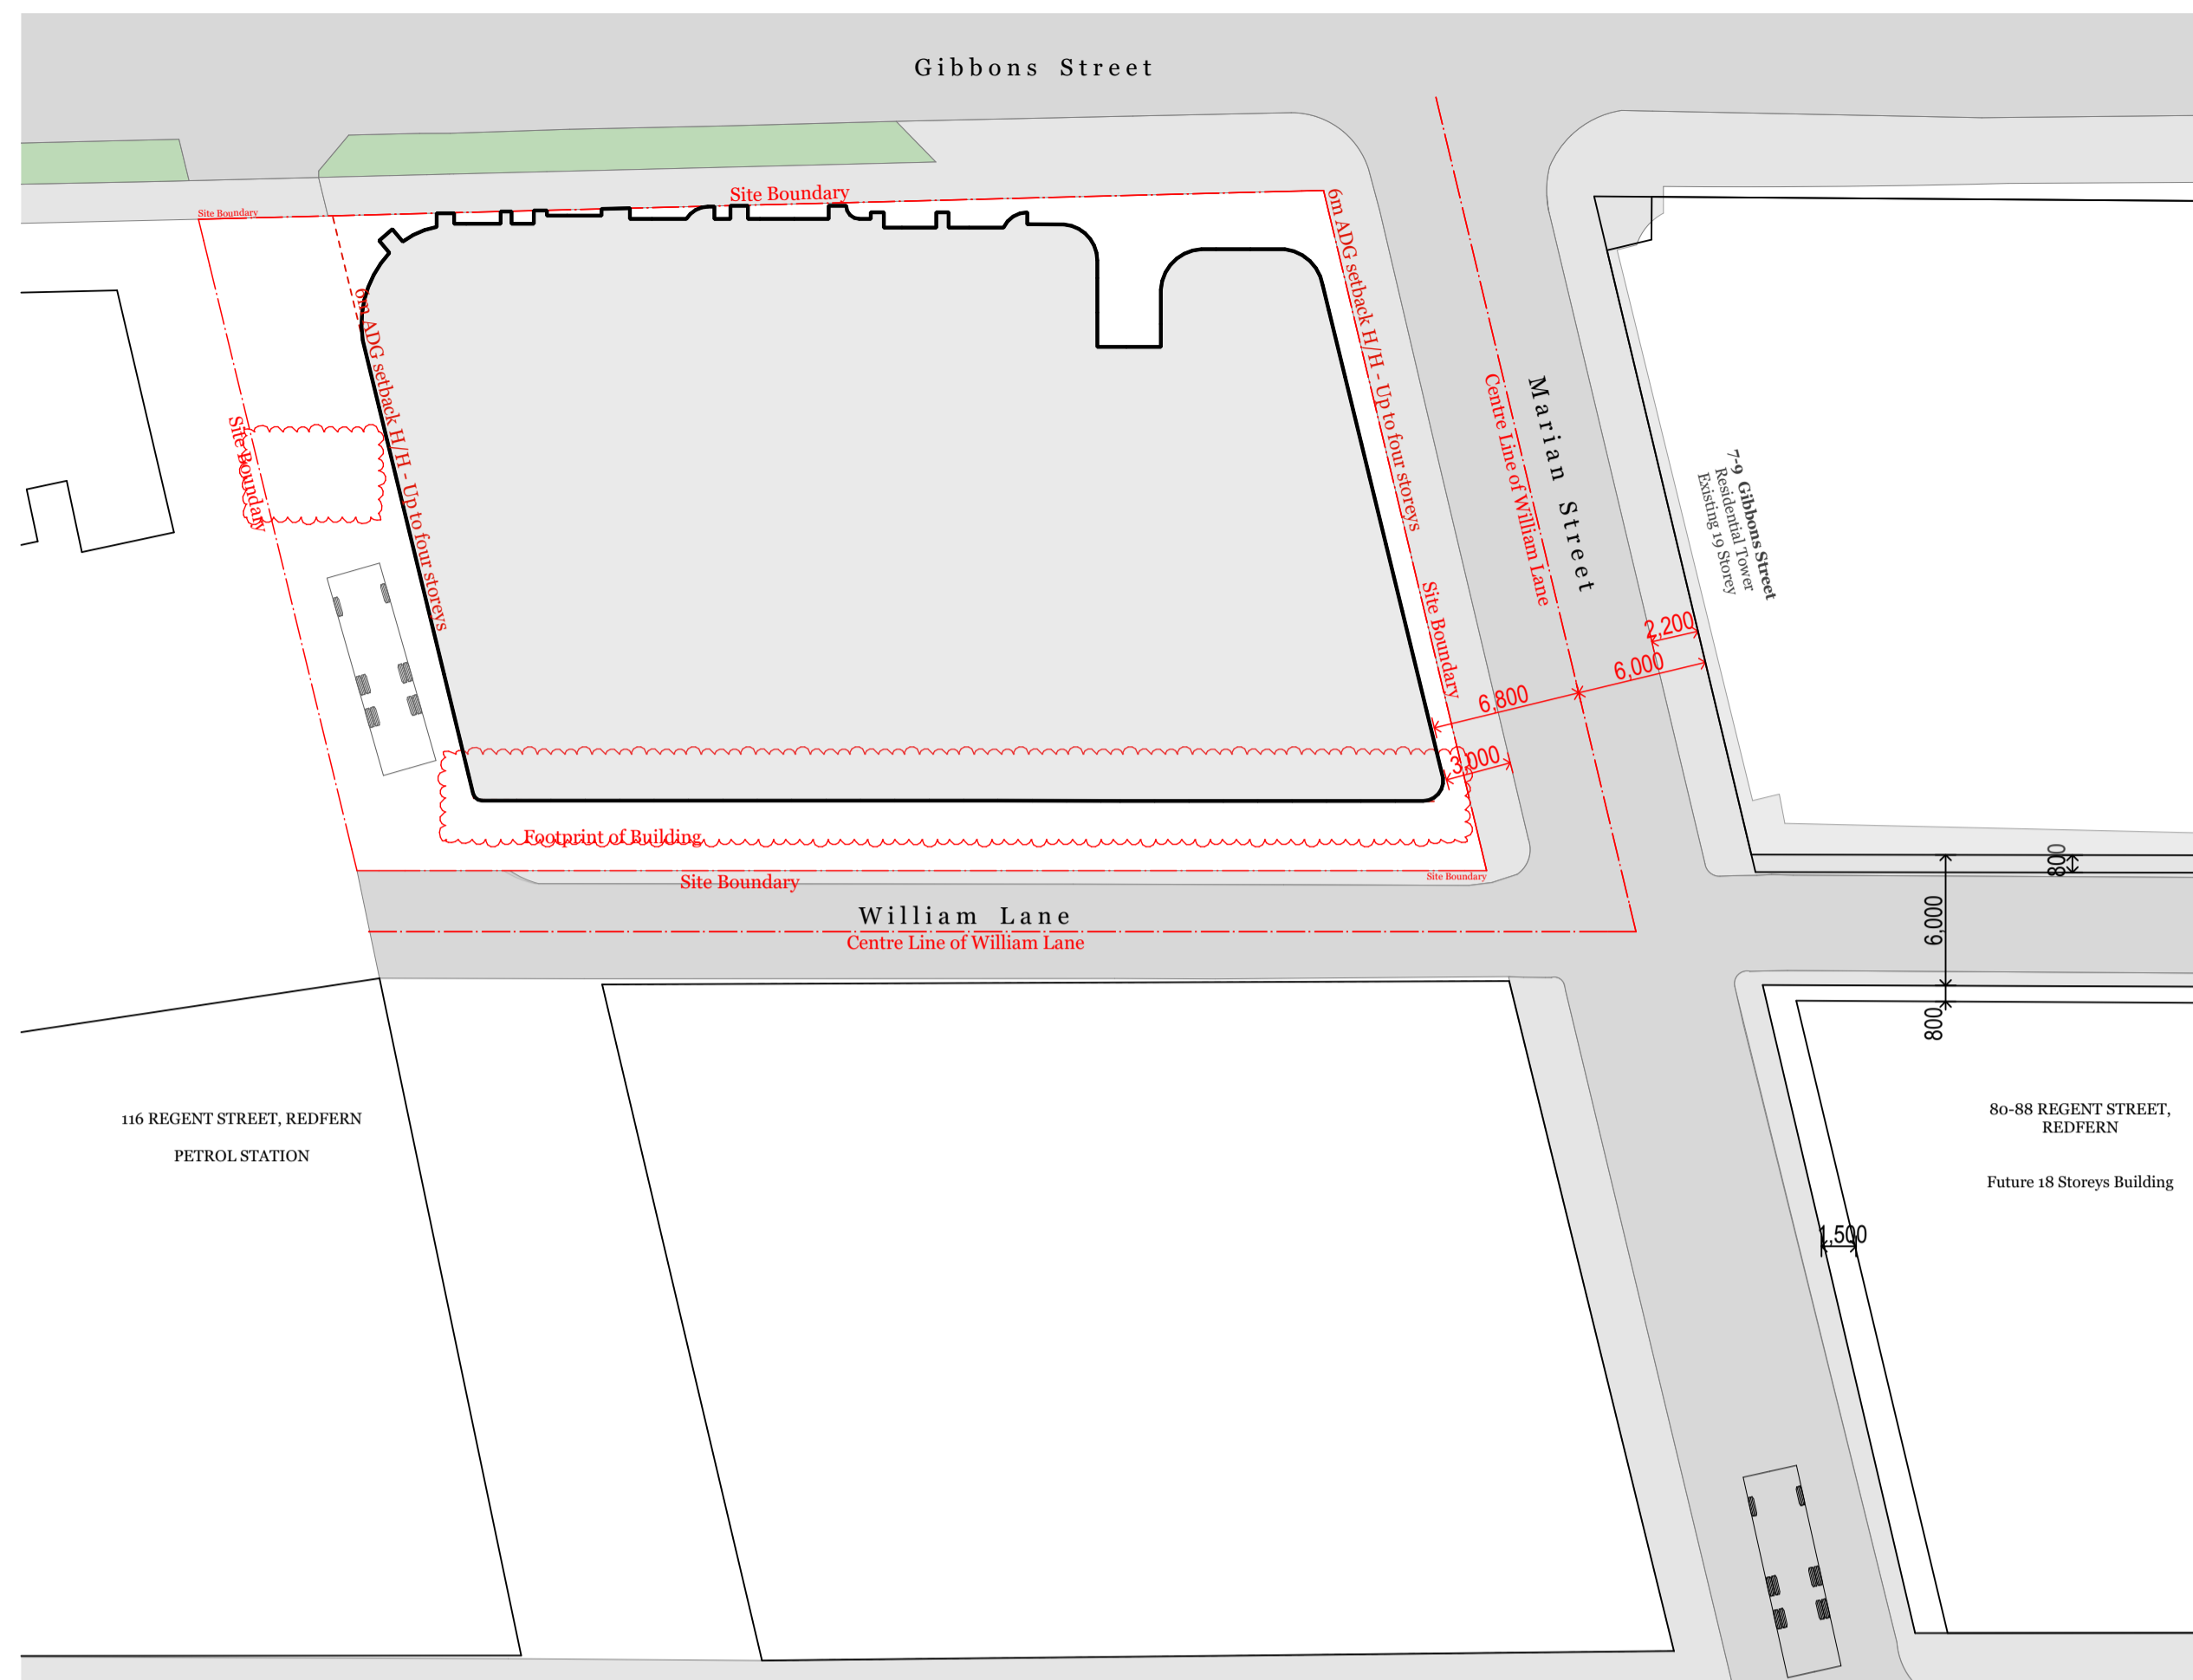 Gibbons Street
Site Boundary
Site Boundary
6m ADG setback H/H - Up to four storeys
6m ADG setback H/H - Up to four storeys
Centre Line of William Lane
Marian Street
Site Boundary
7-9 Gibbons Street
Residential Tower
Existing 19 Storey
Site Boundary
2,200
6,000
6,800
3,000
Footprint of Building
Site Boundary
Site Boundary
William Lane
Centre Line of William Lane
800
6,000
800
116 REGENT STREET, REDFERN
PETROL STATION
80-88 REGENT STREET,
REDFERN
Future 18 Storeys Building
1,500